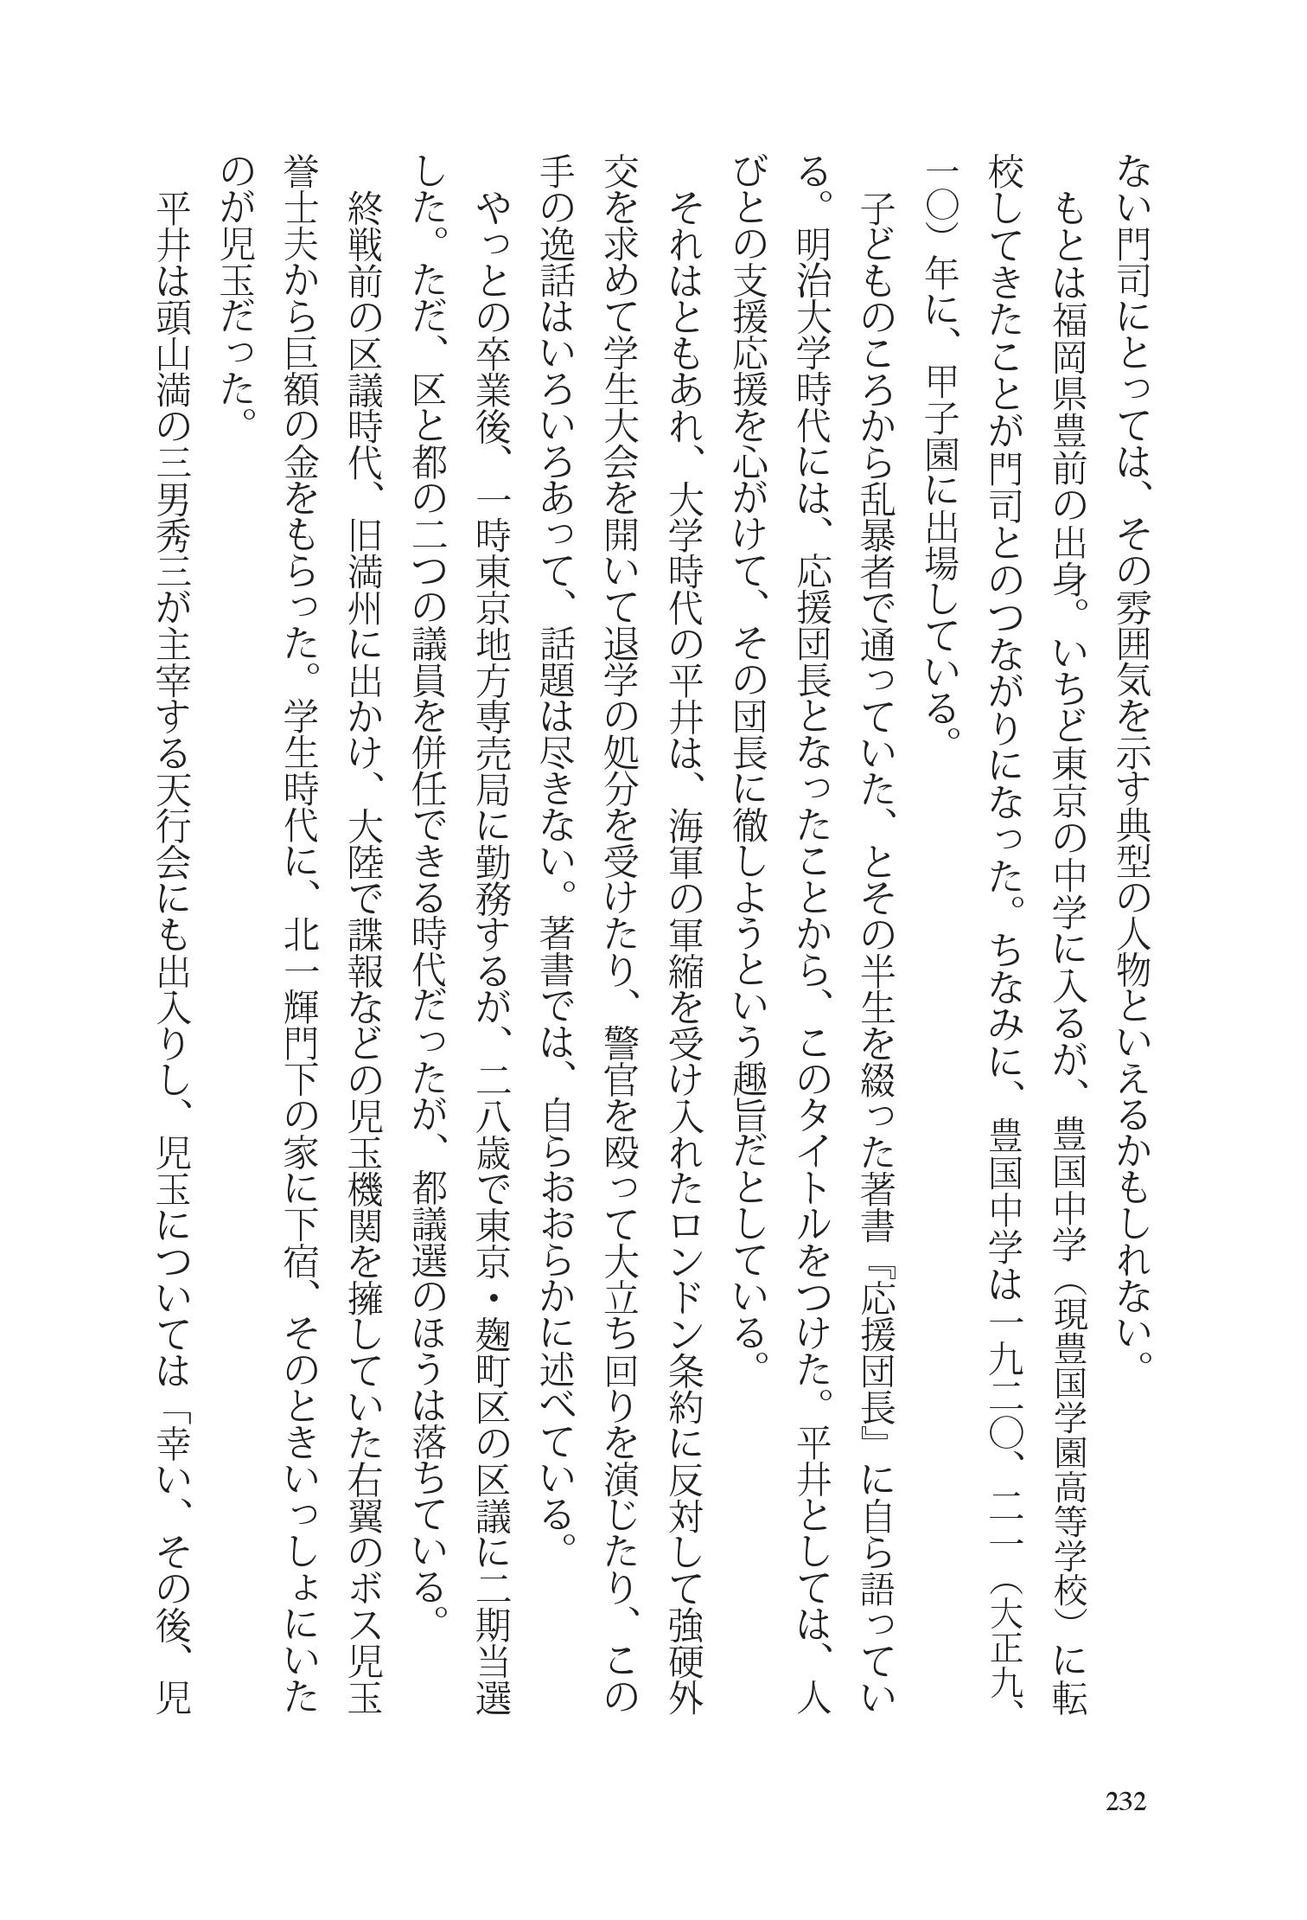 ない門司にとっては、その雰囲気を示す典型の人物といえるかもしれない。
もとは福岡県豊前の出身。いちど東京の中学に入るが、豊国中学（現豊国学園高等学校）に転
校してきたことが門司とのつながりになった。ちなみに、豊国中学は一九二〇、二一（大正九、
一〇）年に、甲子園に出場している。
子どものころから乱暴者で通っていた、とその半生を綴った著書『応援団長』に自ら語ってい
る。明治大学時代には、応援団長となったことから、このタイトルをつけた。平井としては、人
びとの支援応援を心がけて、その団長に徹しようという趣旨だとしている。
それはともあれ、大学時代の平井は、海軍の軍縮を受け入れたロンドン条約に反対して強硬外
交を求めて学生大会を開いて退学の処分を受けたり、警官を殴って大立ち回りを演じたり、この
手の逸話はいろいろあって、話題は尽きない。著書では、自らおおらかに述べている。
やっとの卒業後、一時東京地方専売局に勤務するが、二八歳で東京・麹町区の区議に二期当選
した。ただ、区と都の二つの議員を併任できる時代だったが、都議選のほうは落ちている。
終戦前の区議時代、旧満州に出かけ、大陸で諜報などの児玉機関を擁していた右翼のボス児玉
誉士夫から巨額の金をもらった。学生時代に、北一輝門下の家に下宿、そのときいっしょにいた
のが児玉だった。
平井は頭山満の三男秀三が主宰する天行会にも出入りし、児玉については「幸い、その後、児
232